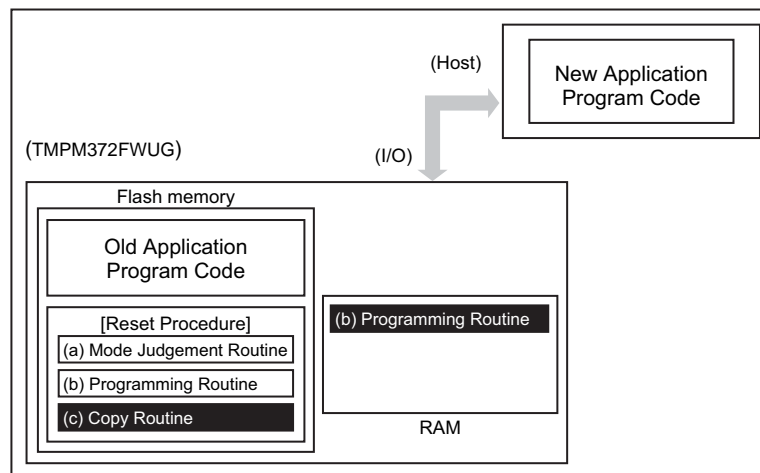 (Host)
New Application
Program Code
(TMPM372FWUG)
(I/O)
Flash memory
Old Application
Program Code
[Reset Procedure]
(a) Mode Judgement Routine
(b) Programming Routine
(c) Copy Routine
(b) Programming Routine
RAM